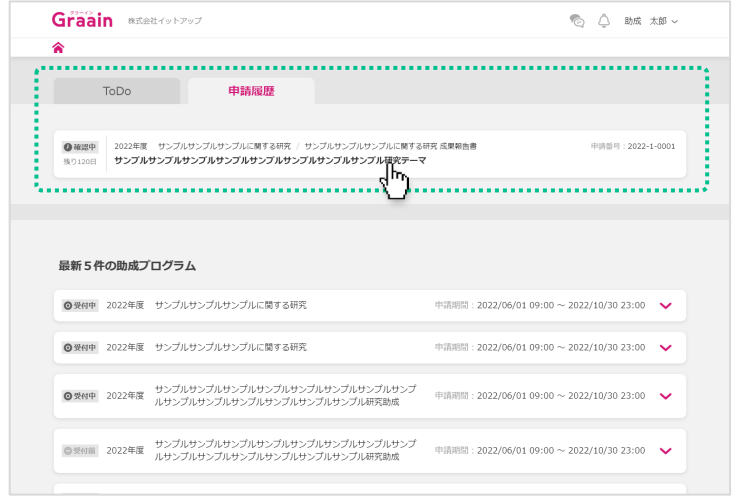 グラーイン
Graain 株式会社イットアップ 助成 太郎
ToDo 申請履歴
確認中 2022年度 サンプルサンプルサンプルに関する研究 / サンプルサンプルサンプルに関する研究 成果報告書 申請番号：2022-1-0001
残り120日 サンプルサンプルサンプルサンプルサンプルサンプルサンプルサンプル研究テーマ
最新５件の助成プログラム
受付中 2022年度 サンプルサンプルサンプルに関する研究 申請期間：2022/06/01 09:00 ～ 2022/10/30 23:00
受付中 2022年度 サンプルサンプルサンプルに関する研究 申請期間：2022/06/01 09:00 ～ 2022/10/30 23:00
受付中 2022年度 サンプルサンプルサンプルサンプルサンプルサンプルサンプルサンプ 申請期間：2022/06/01 09:00 ～ 2022/10/30 23:00
ルサンプルサンプルサンプルサンプルサンプルサンプル研究助成
受付前 2022年度 サンプルサンプルサンプルサンプルサンプルサンプルサンプルサンプ 申請期間：2022/06/01 09:00 ～ 2022/10/30 23:00
ルサンプルサンプルサンプルサンプルサンプルサンプル研究助成